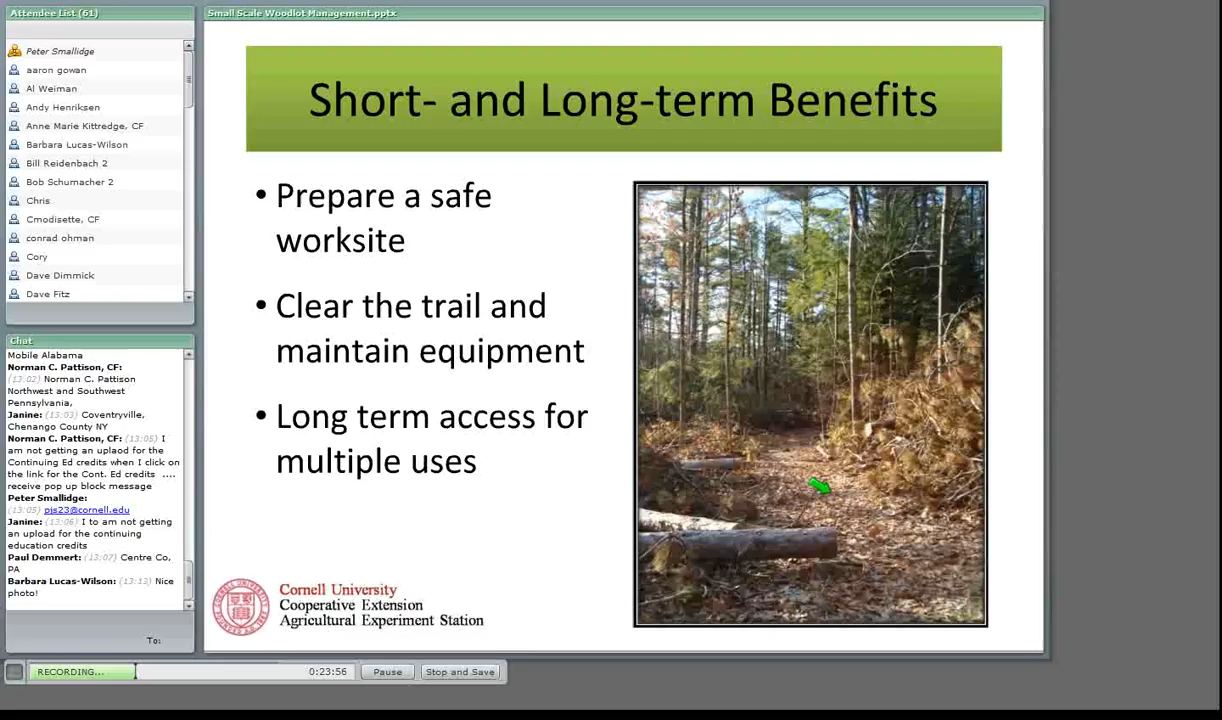 Attendee List (61)
Peter Smallidge
aaron gowan
Al Weiman
Andy Henriksen
Anne Marie Kittredge, CF
Barbara Lucas-Wilson
Bill Reidenbach 2
Bob Schumacher 2
Chris
Cmodisette, CF
conrad ohman
Cory
Dave Dimmick
Dave Fitz
Chat
Mobile Alabama
Norman C. Pattison, CF:
(13:02) Norman C. Pattison
Northwest and Southwest
Pennsylvania,
Janine: (13:03) Coventryville,
Chenango County NY
Norman C. Pattison, CF: (13:05) I
am not getting an uplaod for the
Continuing Ed credits when I click on
the link for the Cont. Ed credits ....
receive pop up block message
Peter Smallidge:
(13:05) pjs23@cornell.edu
Janine: (13:06) I to am not getting
an upload for the continuing
education credits
Paul Demmert: (13:07) Centre Co,
PA
Barbara Lucas-Wilson: (13:13) Nice
photo!
To:
Small Scale Woodlot Management.pptx
Short- and Long-term Benefits
• Prepare a safe
worksite
• Clear the trail and
maintain equipment
• Long term access for
multiple uses
Cornell University
Cooperative Extension
Agricultural Experiment Station
RECORDING...
0:23:56
Pause
Stop and Save